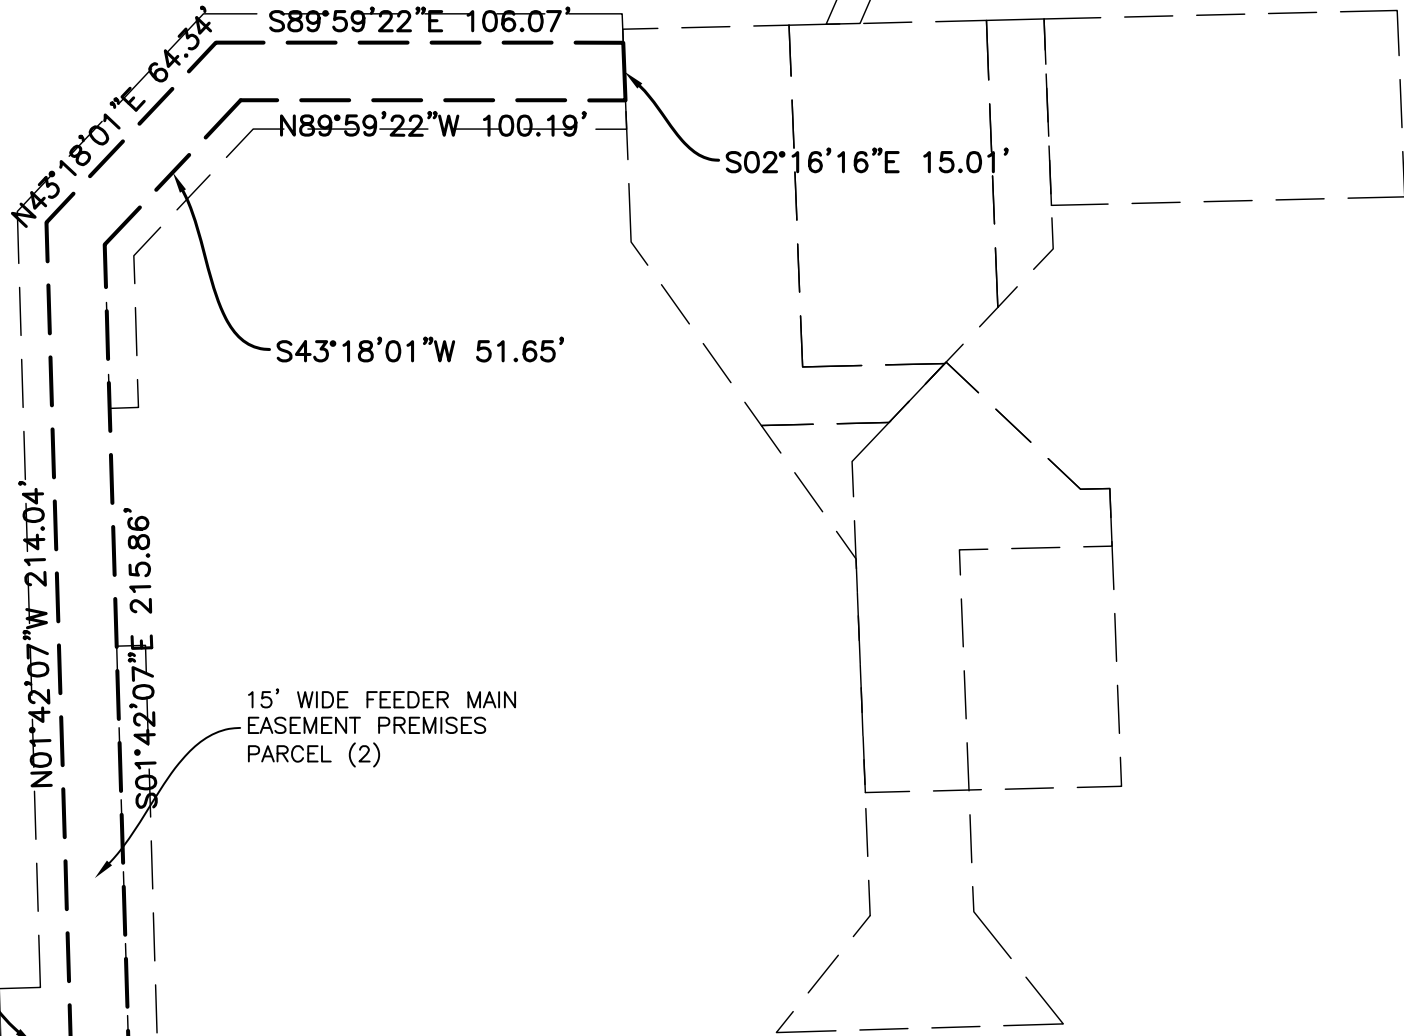 S89°59'22"E 106.07'
N43°18'01"E 64.34'
N89°59'22"W 100.19'
S02°16'16"E 15.01'
S43°18'01"W 51.65'
N01°42'07"W 214.04'
S01°42'07"E 215.86'
15' WIDE FEEDER MAIN
EASEMENT PREMISES
PARCEL (2)